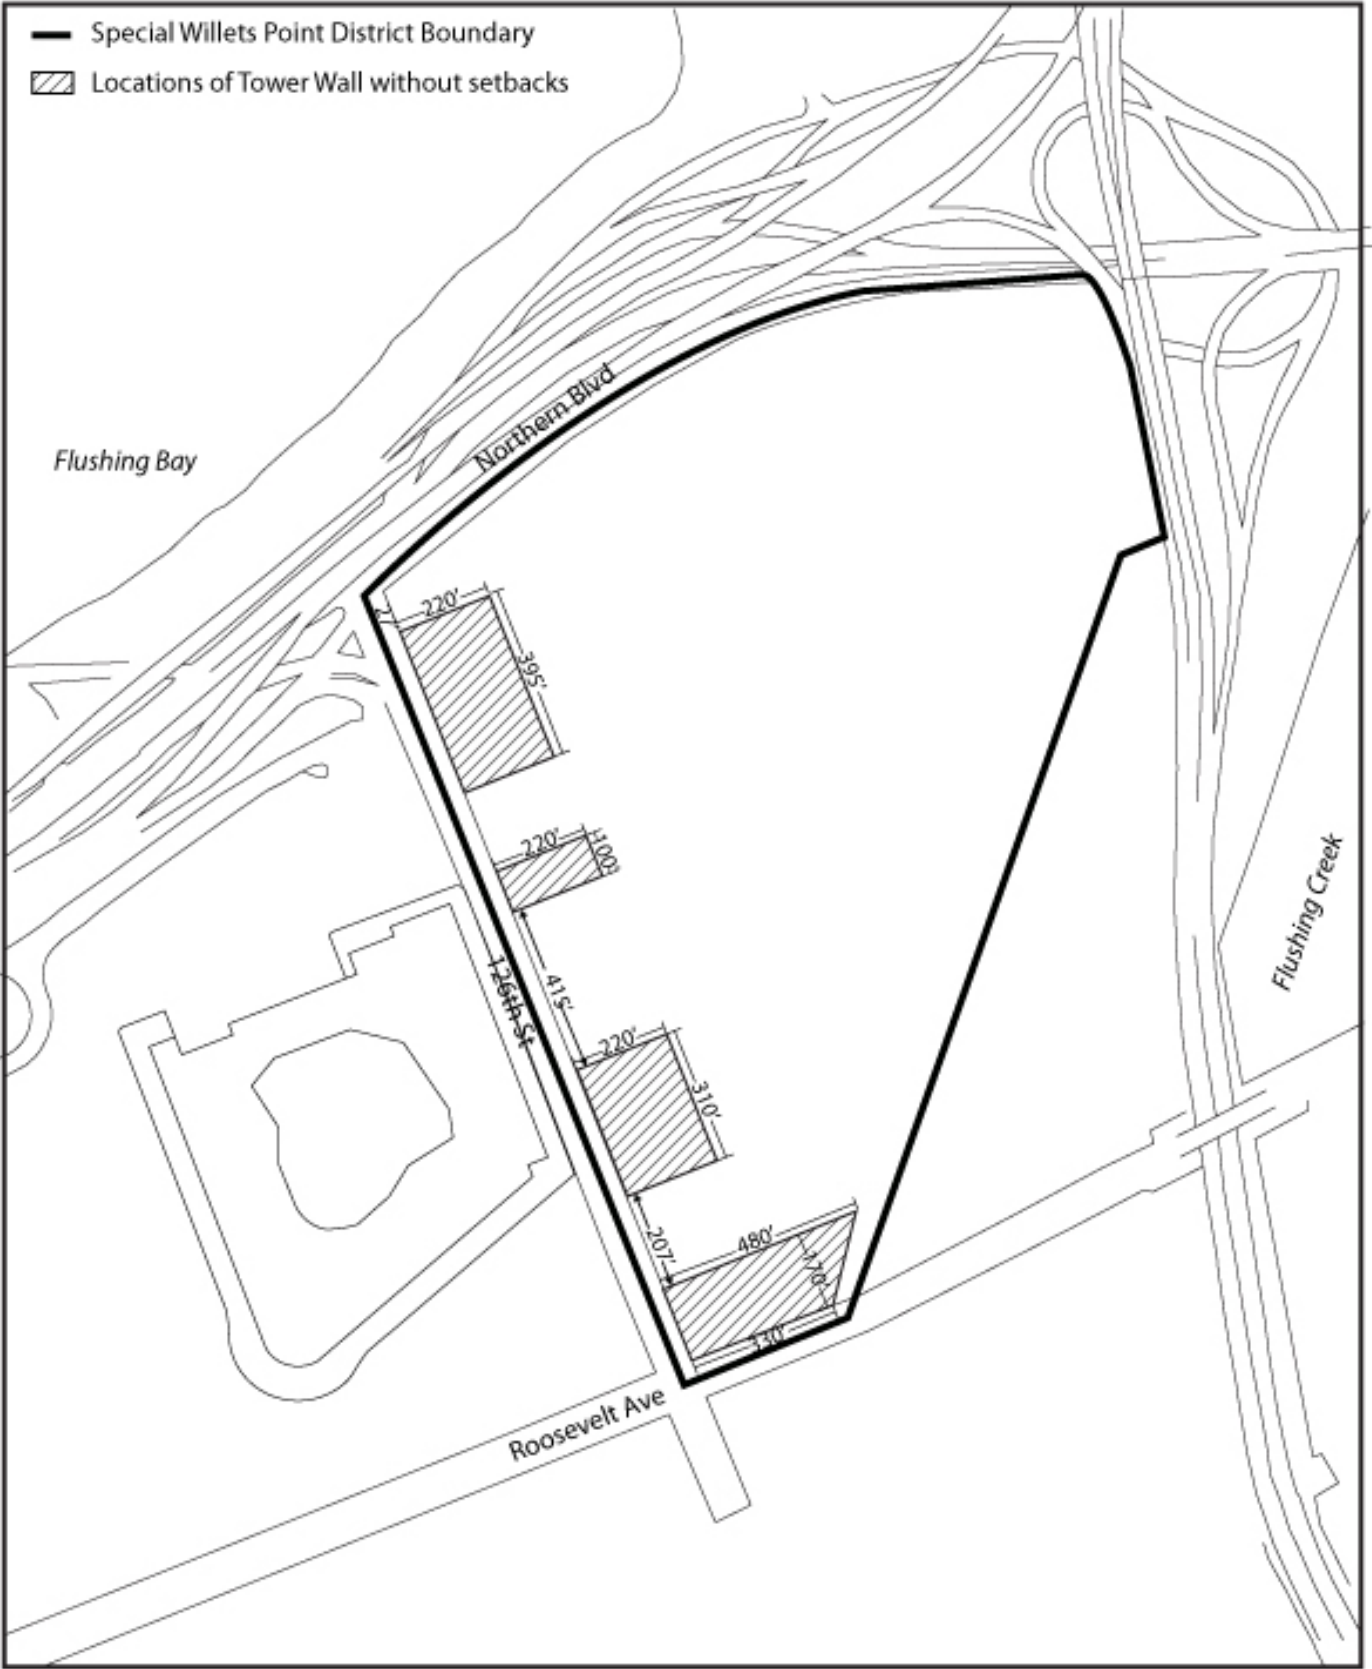 Special Willets Point District Boundary
Locations of Tower Wall without setbacks
Northern Blvd
Flushing Bay
220'
395'
220'
100'
Flushing Creek
126th St
415'
220'
310'
207'
480'
170'
330'
Roosevelt Ave